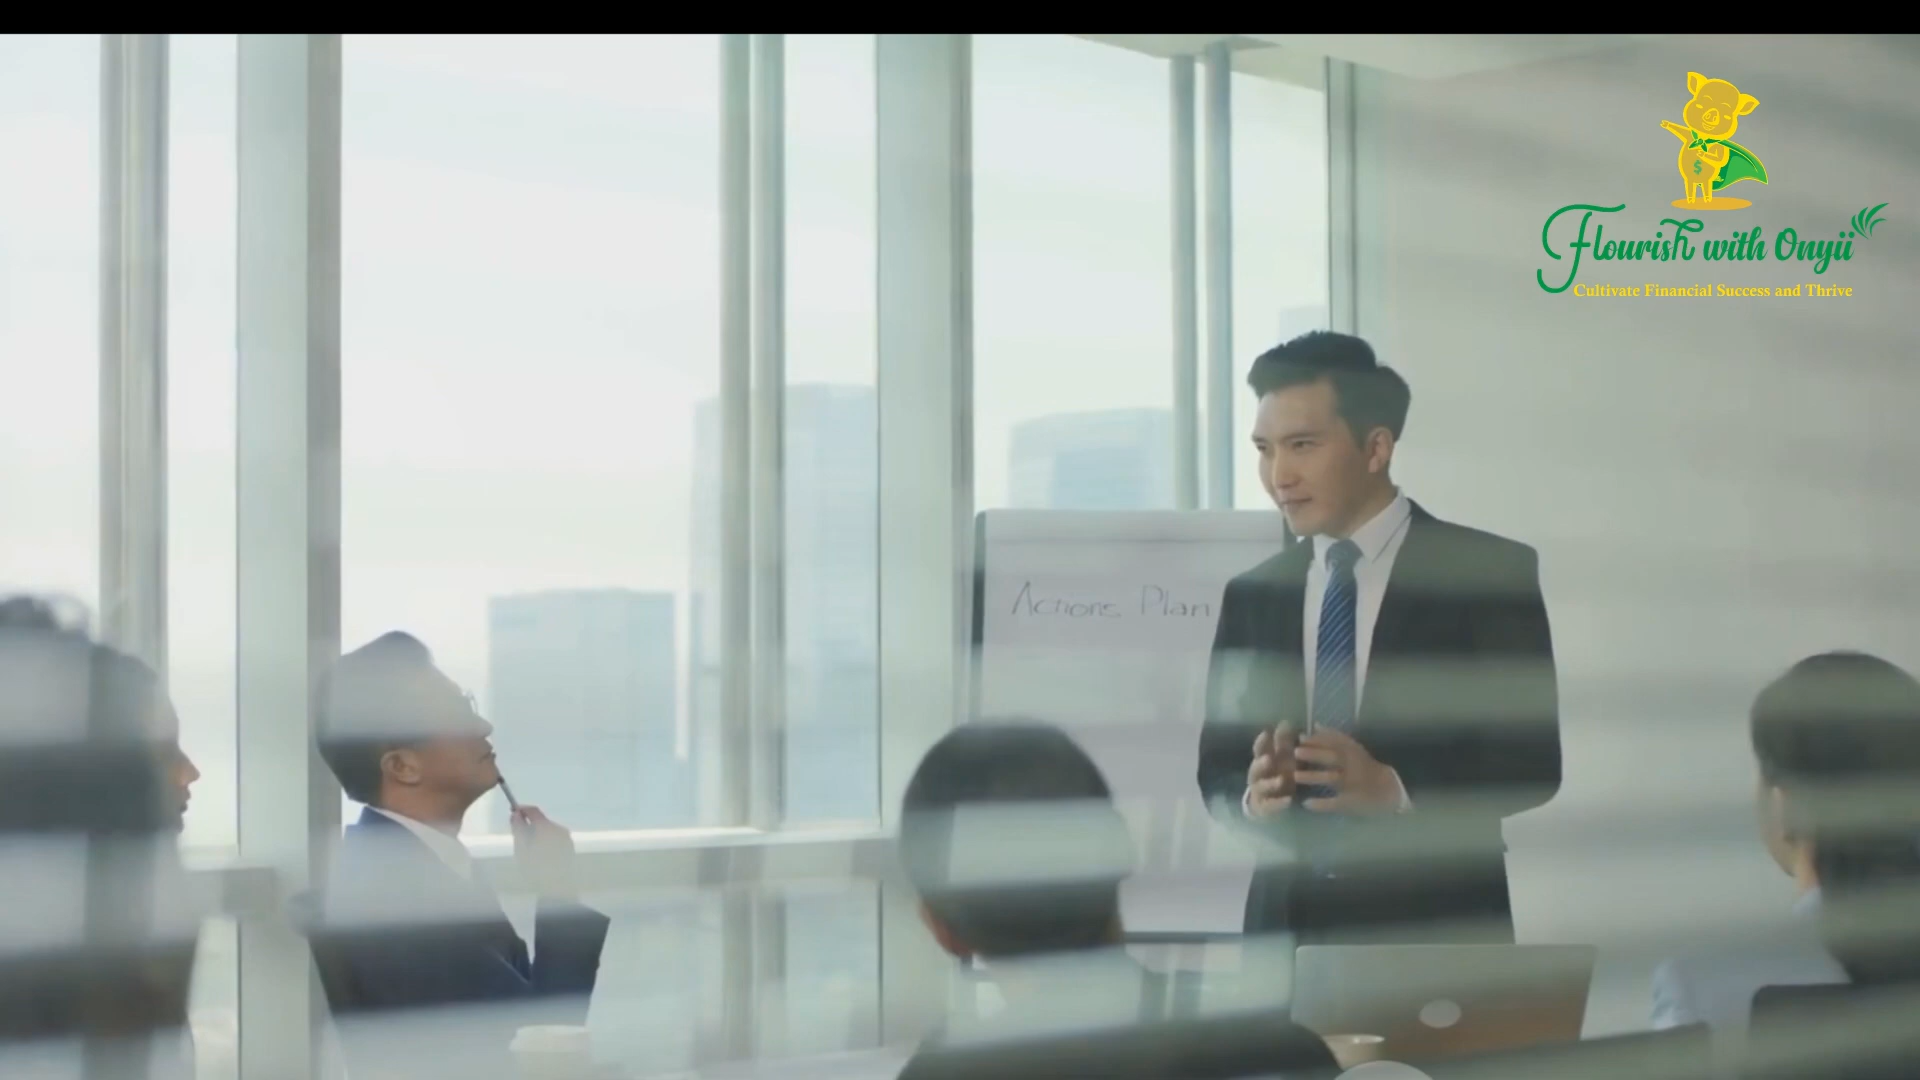 $
Flourish with Onyii
Cultivate Financial Success and Thrive
Actions Plan